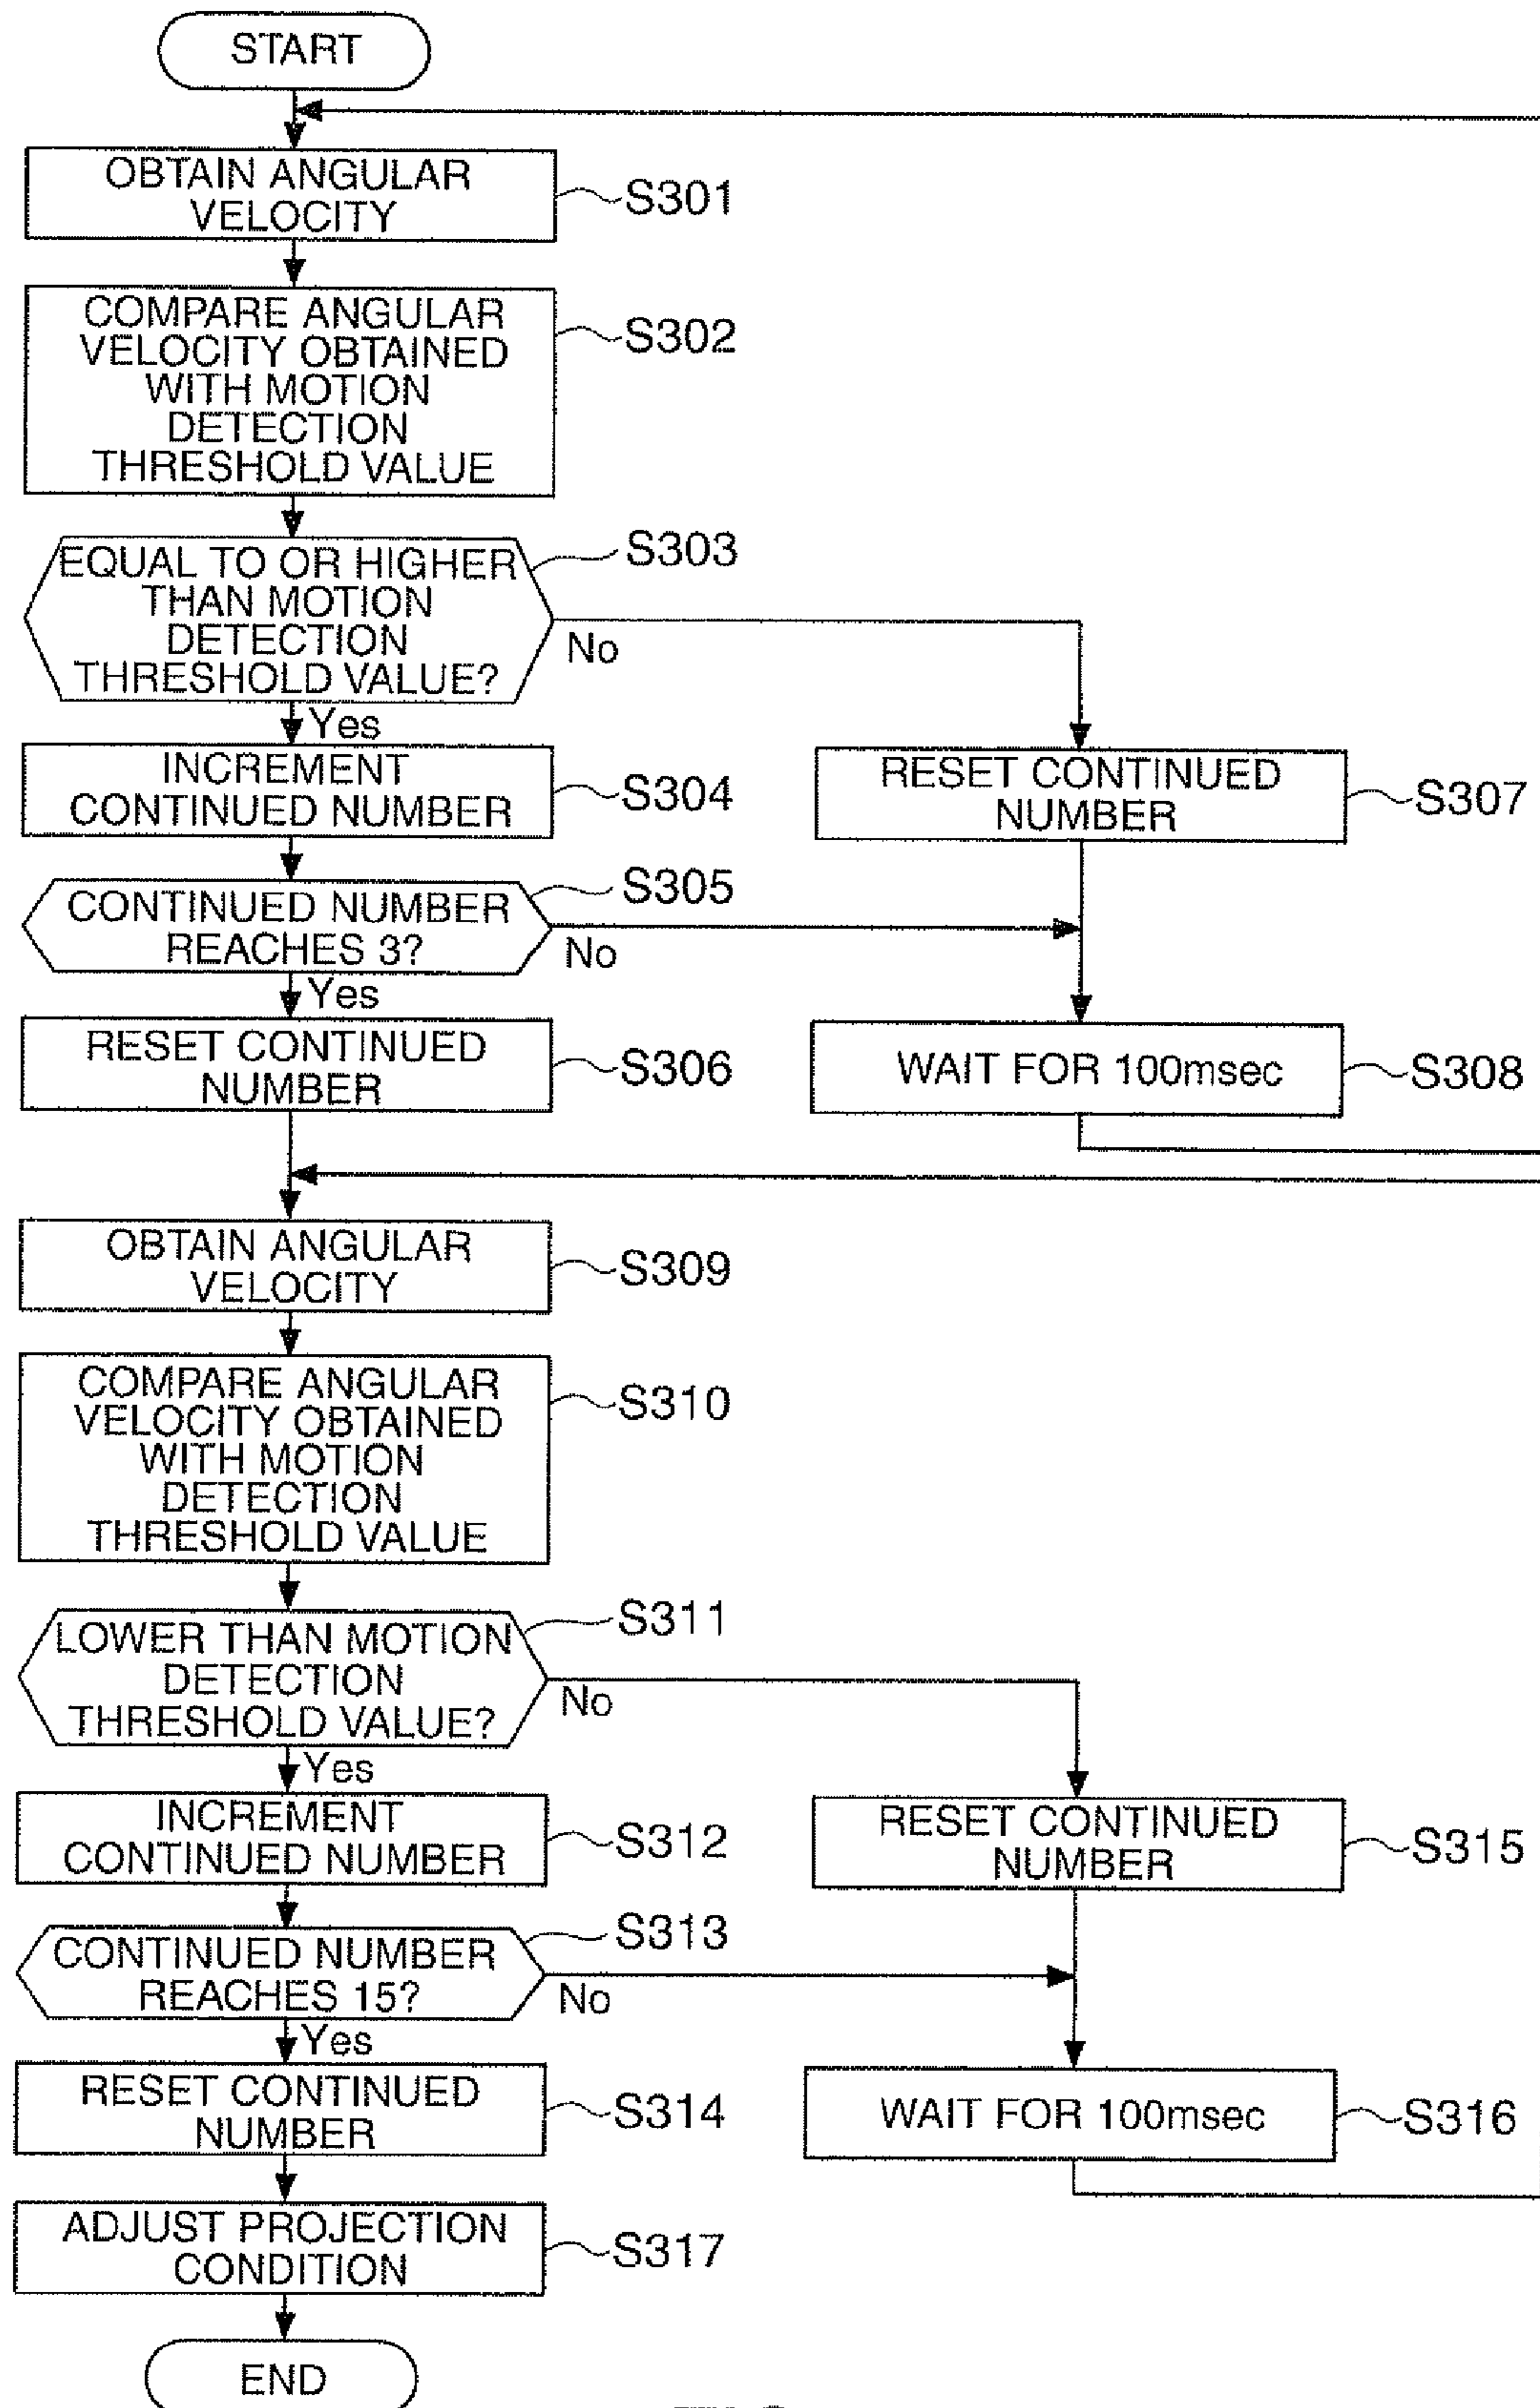 START
OBTAIN ANGULAR
VELOCITY
S301
COMPARE ANGULAR
VELOCITY OBTAINED
WITH MOTION
DETECTION
THRESHOLD VALUE
S302
EQUAL TO OR HIGHER
THAN MOTION
DETECTION
THRESHOLD VALUE?
S303
No
Yes
INCREMENT
CONTINUED NUMBER
S304
RESET CONTINUED
NUMBER
S307
CONTINUED NUMBER
REACHES 3?
S305
No
Yes
RESET CONTINUED
NUMBER
S306
WAIT FOR 100msec
S308
OBTAIN ANGULAR
VELOCITY
S309
COMPARE ANGULAR
VELOCITY OBTAINED
WITH MOTION
DETECTION
THRESHOLD VALUE
S310
LOWER THAN MOTION
DETECTION
THRESHOLD VALUE?
S311
No
Yes
INCREMENT
CONTINUED NUMBER
S312
RESET CONTINUED
NUMBER
S315
CONTINUED NUMBER
REACHES 15?
S313
No
Yes
RESET CONTINUED
NUMBER
S314
WAIT FOR 100msec
S316
ADJUST PROJECTION
CONDITION
S317
END